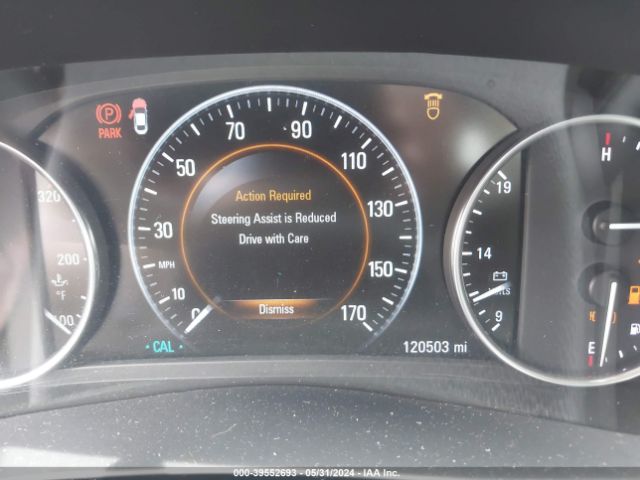 PARK
70
90
50
110
30
130
MPH
10
150
0
170
Action Required
Steering Assist is Reduced
Drive with Care
Dismiss
CAL
120503 mi
320
200
°F
100
19
14
9
H
E
000-39552693 - 05/31/2024 - IAA Inc.